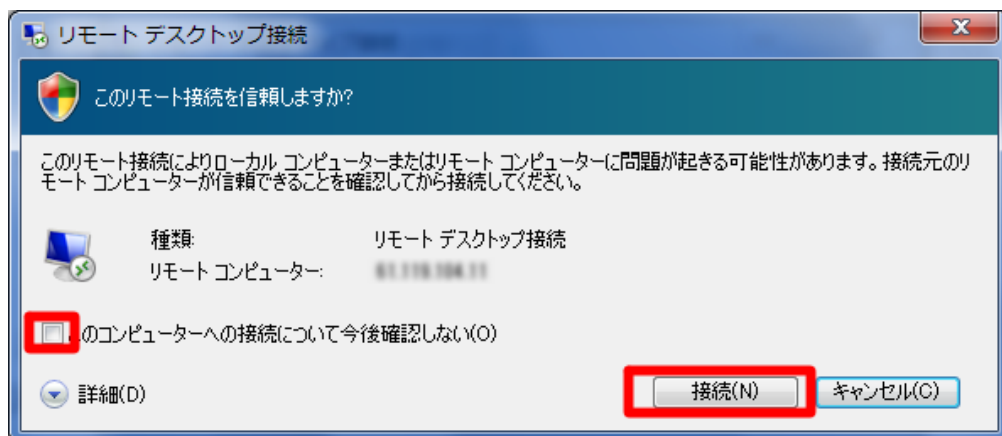 リモート デスクトップ接続
このリモート接続を信頼しますか?
このリモート接続によりローカル コンピューターまたはリモート コンピューターに問題が起きる可能性があります。接続元のリ
モート コンピューターが信頼できることを確認してから接続してください。
種類: リモート デスクトップ接続
リモート コンピューター:
のコンピューターへの接続について今後確認しない(O)
詳細(D) 接続(N) キャンセル(C)